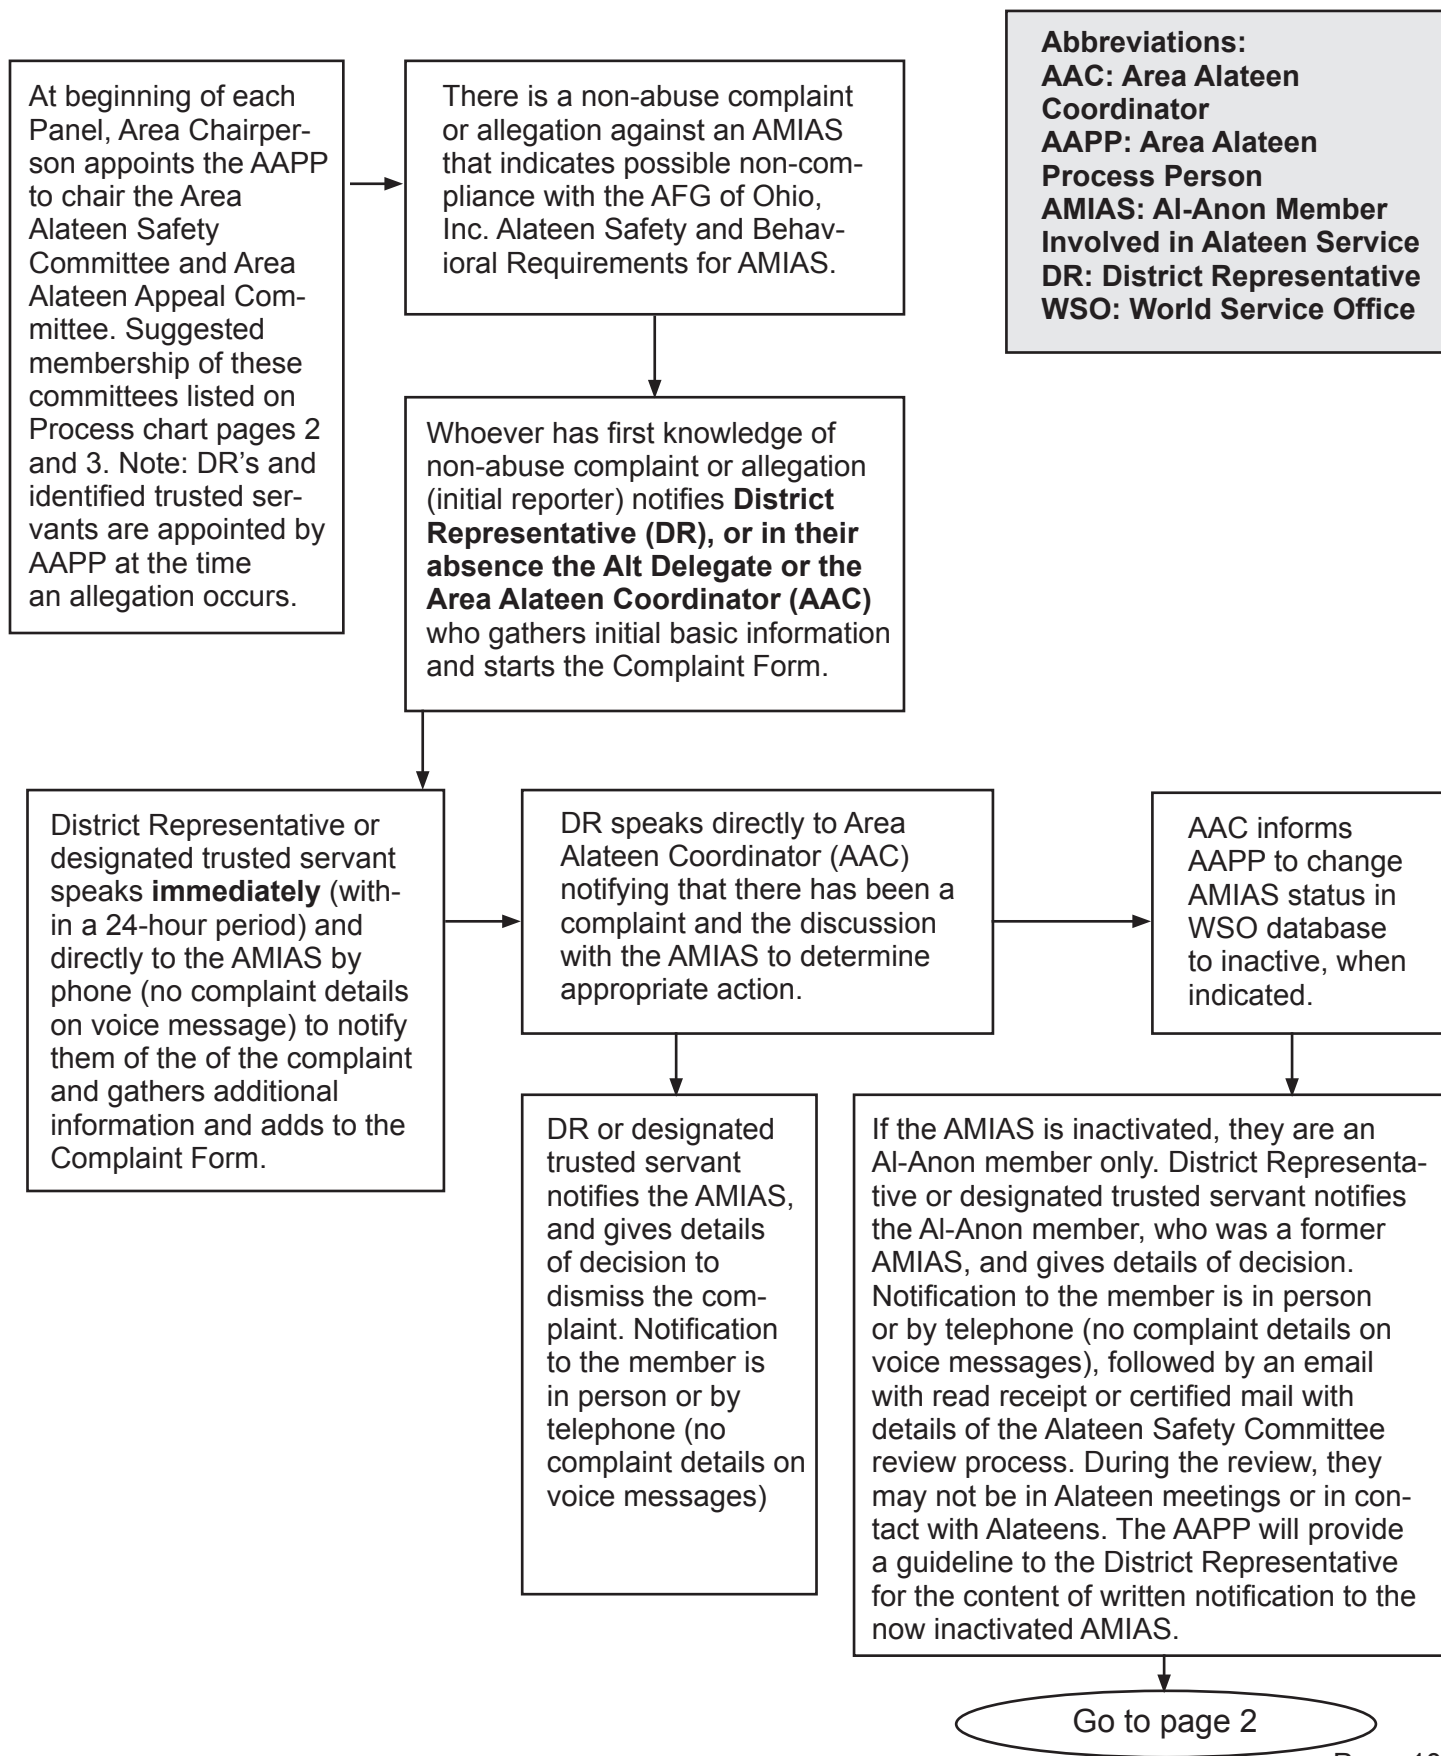 At beginning of each
Panel, Area Chairper-
son appoints the AAPP
to chair the Area
Alateen Safety
Committee and Area
Alateen Appeal Com-
mittee. Suggested
membership of these
committees listed on
Process chart pages 2
and 3. Note: DR's and
identified trusted ser-
vants are appointed by
AAPP at the time
an allegation occurs.
There is a non-abuse complaint
or allegation against an AMIAS
that indicates possible non-com-
pliance with the AFG of Ohio,
Inc. Alateen Safety and Behav-
ioral Requirements for AMIAS.
Abbreviations:
AAC: Area Alateen
Coordinator
AAPP: Area Alateen
Process Person
AMIAS: Al-Anon Member
Involved in Alateen Service
DR: District Representative
WSO: World Service Office
Whoever has first knowledge of
non-abuse complaint or allegation
(initial reporter) notifies District
Representative (DR), or in their
absence the Alt Delegate or the
Area Alateen Coordinator (AAC)
who gathers initial basic information
and starts the Complaint Form.
District Representative or
designated trusted servant
speaks immediately (with-
in a 24-hour period) and
directly to the AMIAS by
phone (no complaint details
on voice message) to notify
them of the of the complaint
and gathers additional
information and adds to the
Complaint Form.
DR speaks directly to Area
Alateen Coordinator (AAC)
notifying that there has been a
complaint and the discussion
with the AMIAS to determine
appropriate action.
AAC informs
AAPP to change
AMIAS status in
WSO database
to inactive, when
indicated.
DR or designated
trusted servant
notifies the AMIAS,
and gives details
of decision to
dismiss the com-
plaint. Notification
to the member is
in person or by
telephone (no
complaint details on
voice messages)
If the AMIAS is inactivated, they are an
Al-Anon member only. District Representa-
tive or designated trusted servant notifies
the Al-Anon member, who was a former
AMIAS, and gives details of decision.
Notification to the member is in person
or by telephone (no complaint details on
voice messages), followed by an email
with read receipt or certified mail with
details of the Alateen Safety Committee
review process. During the review, they
may not be in Alateen meetings or in con-
tact with Alateens. The AAPP will provide
a guideline to the District Representative
for the content of written notification to the
now inactivated AMIAS.
Go to page 2